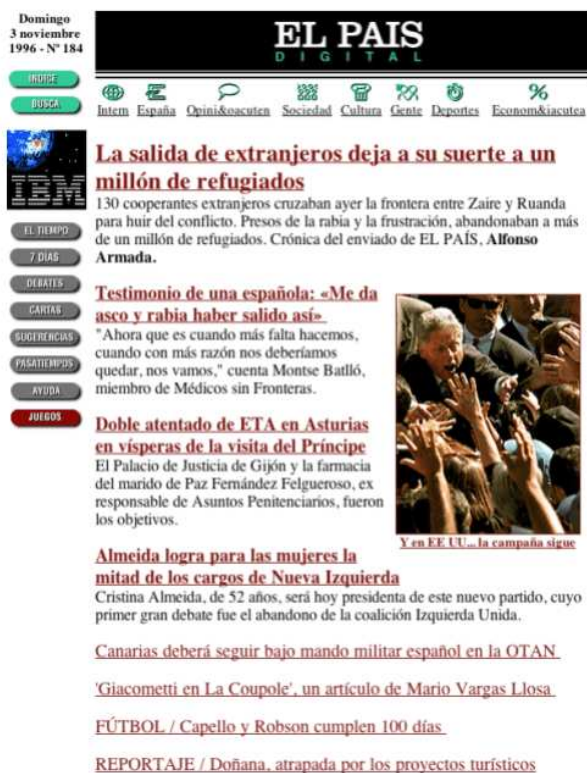 Domingo
3 noviembre
1996 - Nº 184
INDICE
BUSCA
EL PAIS
DIGITAL
Intern España Opini&oacuten Sociedad Cultura Gente Deportes Econom&iacutea
IBM
EL TIEMPO
7 DIAS
DEBATES
CARTAS
SUGERENCIAS
PASATIEMPOS
AYUDA
JUEGOS
La salida de extranjeros deja a su suerte a un
millón de refugiados
130 cooperantes extranjeros cruzaban ayer la frontera entre Zaire y Ruanda
para huir del conflicto. Presos de la rabia y la frustración, abandonaban a más
de un millón de refugiados. Crónica del enviado de EL PAÍS, Alfonso
Armada.
Testimonio de una española: «Me da
asco y rabia haber salido así»
"Ahora que es cuando más falta hacemos,
cuando con más razón nos deberíamos
quedar, nos vamos," cuenta Montse Batlló,
miembro de Médicos sin Fronteras.
Doble atentado de ETA en Asturias
en vísperas de la visita del Príncipe
El Palacio de Justicia de Gijón y la farmacia
del marido de Paz Fernández Felgueroso, ex
responsable de Asuntos Penitenciarios, fueron
los objetivos.
Y en EE UU... la campaña sigue
Almeida logra para las mujeres la
mitad de los cargos de Nueva Izquierda
Cristina Almeida, de 52 años, será hoy presidenta de este nuevo partido, cuyo
primer gran debate fue el abandono de la coalición Izquierda Unida.
Canarias deberá seguir bajo mando militar español en la OTAN
'Giacometti en La Coupole', un artículo de Mario Vargas Llosa
FÚTBOL / Capello y Robson cumplen 100 días
REPORTAJE / Doñana, atrapada por los proyectos turísticos